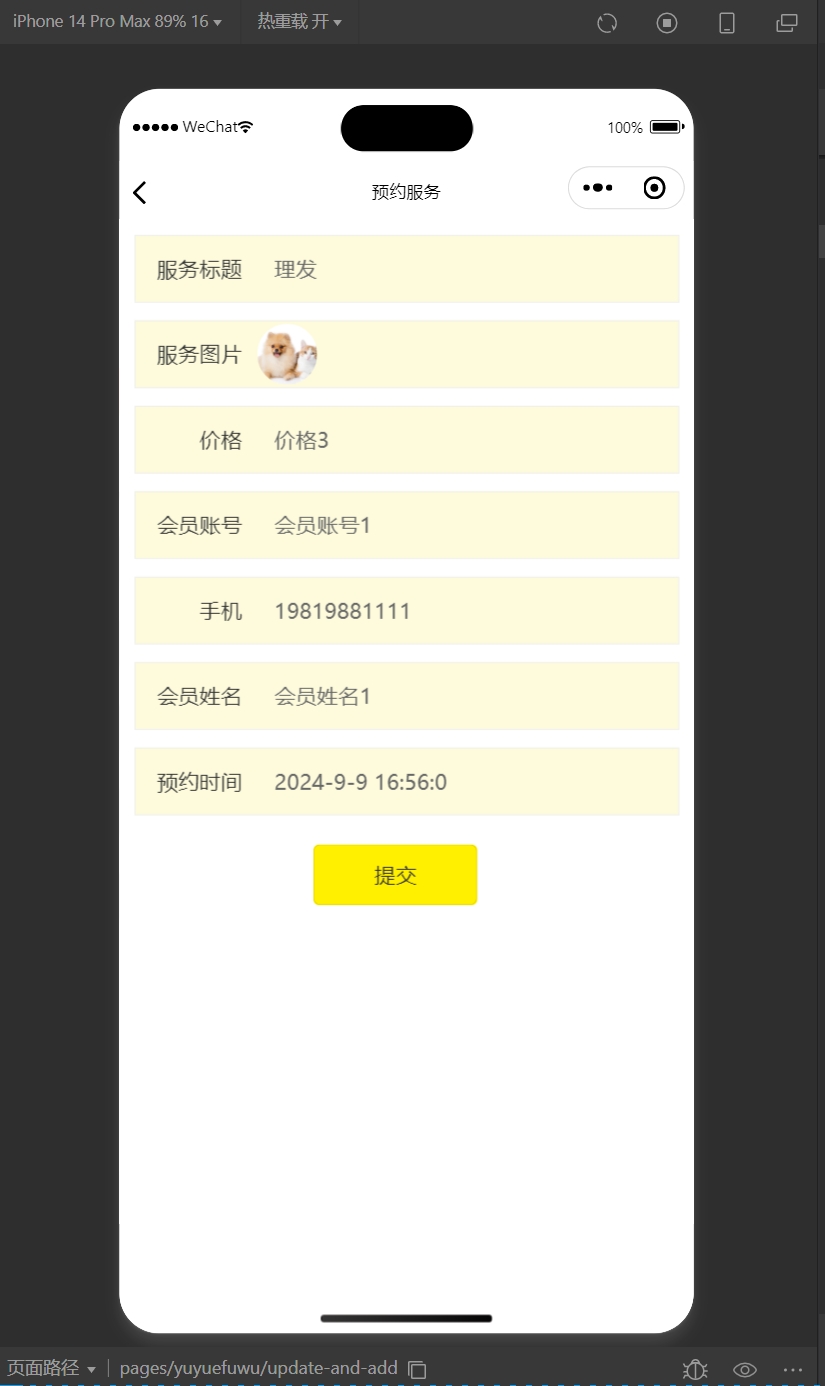 iPhone 14 Pro Max 89% 16 热重载 开
WeChat 100%
预约服务
服务标题 理发
服务图片
价格 价格3
会员账号 会员账号1
手机 19819881111
会员姓名 会员姓名1
预约时间 2024-9-9 16:56:0
提交
页面路径 pages/yuyuefuwu/update-and-add